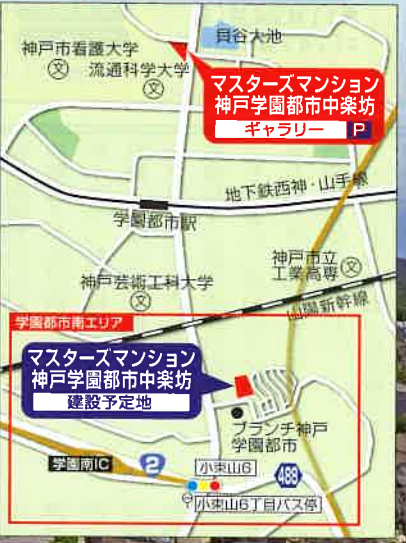 貝谷大池
神戸市看護大学
文
流通科学大学
文
マスターズマンション
神戸学園都市中楽坊
ギャラリー
P
地下鉄西神・山手線
学園都市駅
神戸市立
工業高専
文
神戸芸術工科大学
文
山陽新幹線
学園都市南エリア
マスターズマンション
神戸学園都市中楽坊
建設予定地
ブランチ神戸
学園都市
学園南IC
2
小束山6
488
小束山6丁目バス停